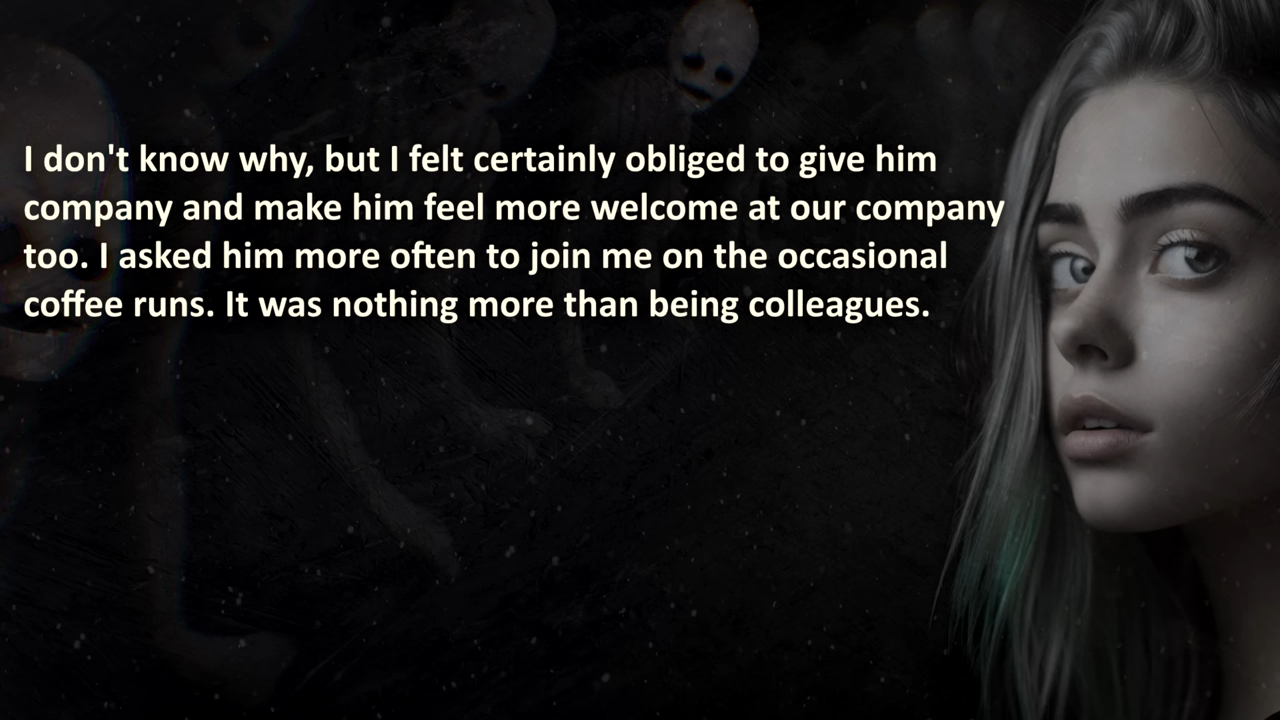 I don't know why, but I felt certainly obliged to give him
company and make him feel more welcome at our company
too. I asked him more often to join me on the occasional
coffee runs. It was nothing more than being colleagues.